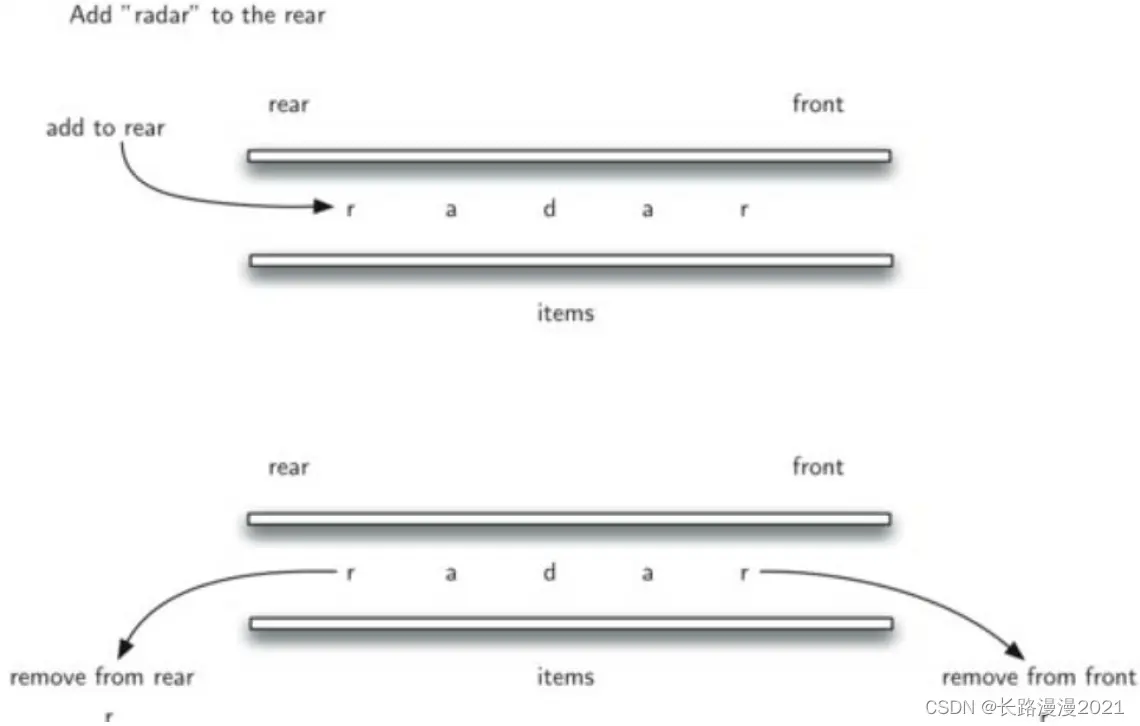 Add "radar" to the rear
rear front
add to rear
r a d a r
items
rear front
r a d a r
remove from rear items remove from front
CSDN @长路漫漫2021
r r